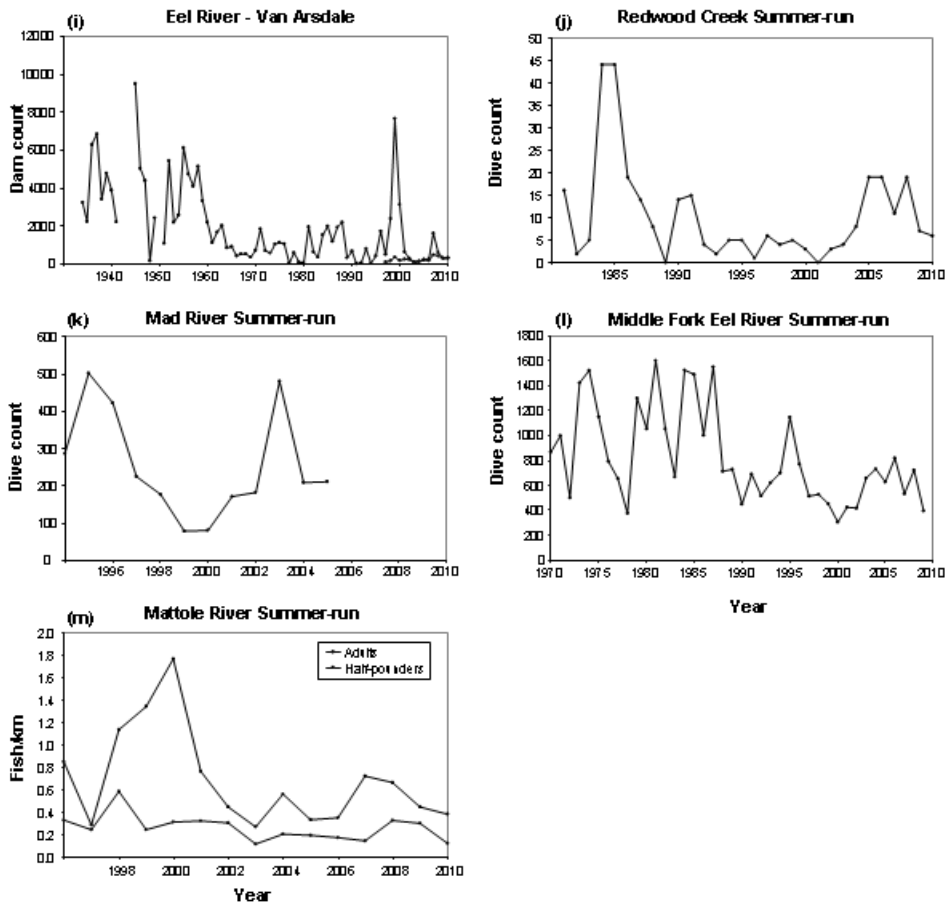 (i) Eel River - Van Arsdale
12000
10000
8000
6000
4000
2000
0
Dam count
1940 1950 1960 1970 1980 1990 2000 2010
(j) Redwood Creek Summer-run
50
45
40
35
30
25
20
15
10
5
0
Dive count
1985 1990 1995 2000 2005 2010
(k) Mad River Summer-run
600
500
400
300
200
100
0
Dive count
1996 1998 2000 2002 2004 2006 2008 2010
(l) Middle Fork Eel River Summer-run
1800
1600
1400
1200
1000
800
600
400
200
0
Dive count
1970 1975 1980 1985 1990 1995 2000 2005 2010
Year
(m) Mattole River Summer-run
2.0
1.8
1.6
1.4
1.2
1.0
0.8
0.6
0.4
0.2
0.0
Fish/km
Adults
Half-pounders
1998 2000 2002 2004 2006 2008 2010
Year